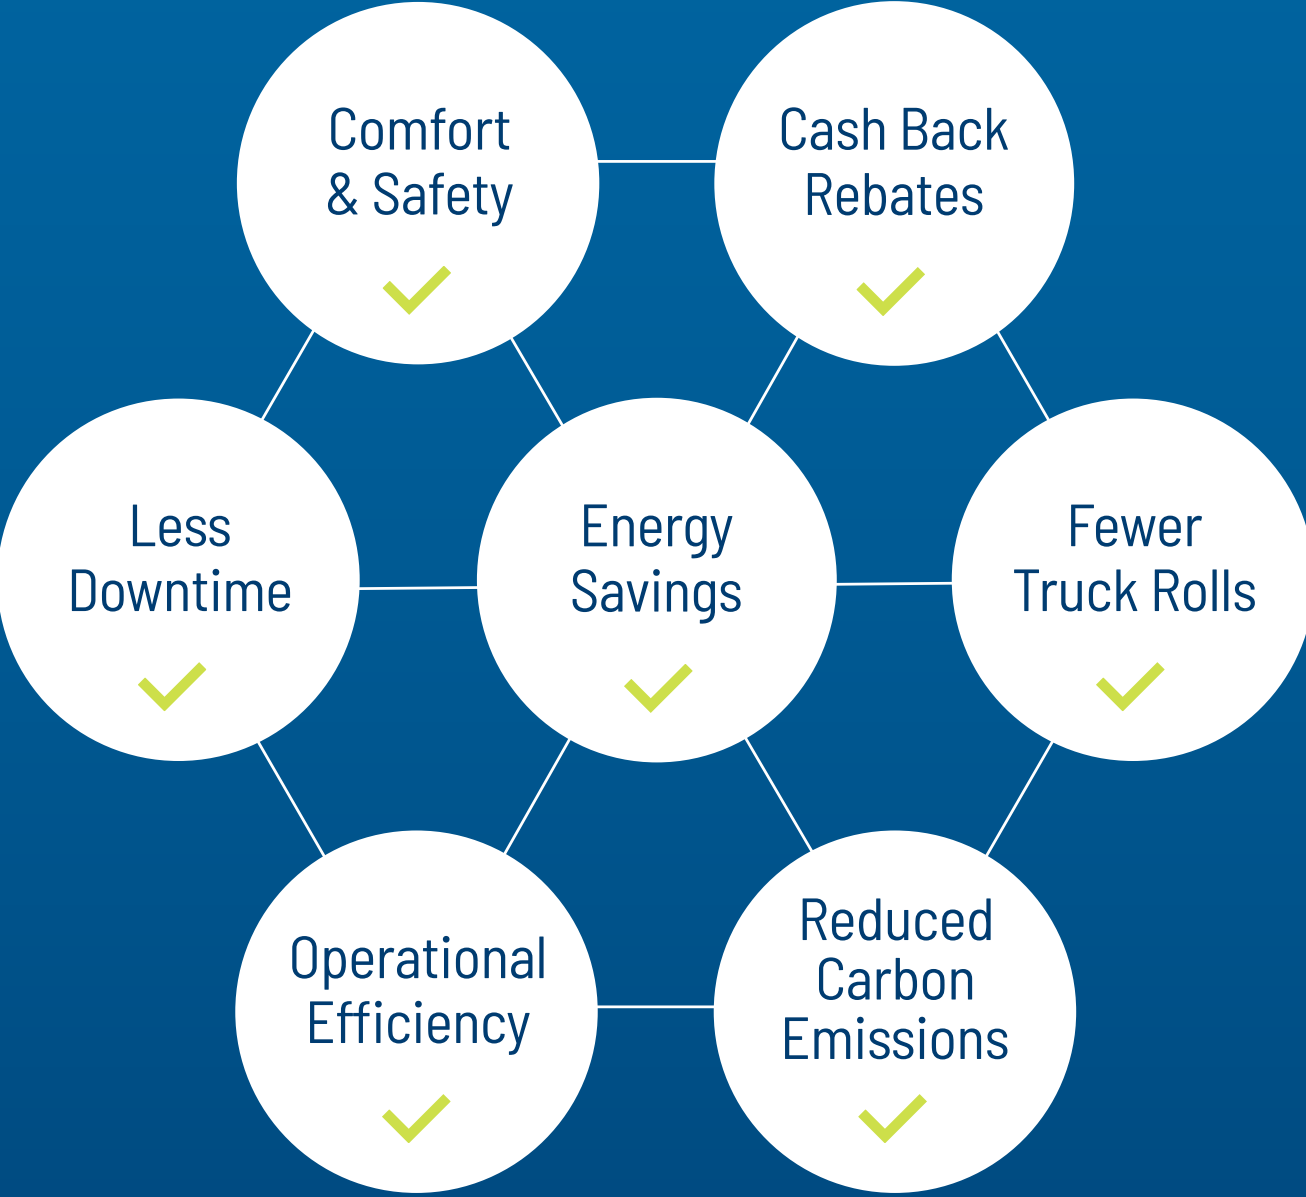 Comfort
& Safety
Cash Back
Rebates
Less
Downtime
Energy
Savings
Fewer
Truck Rolls
Operational
Efficiency
Reduced
Carbon
Emissions